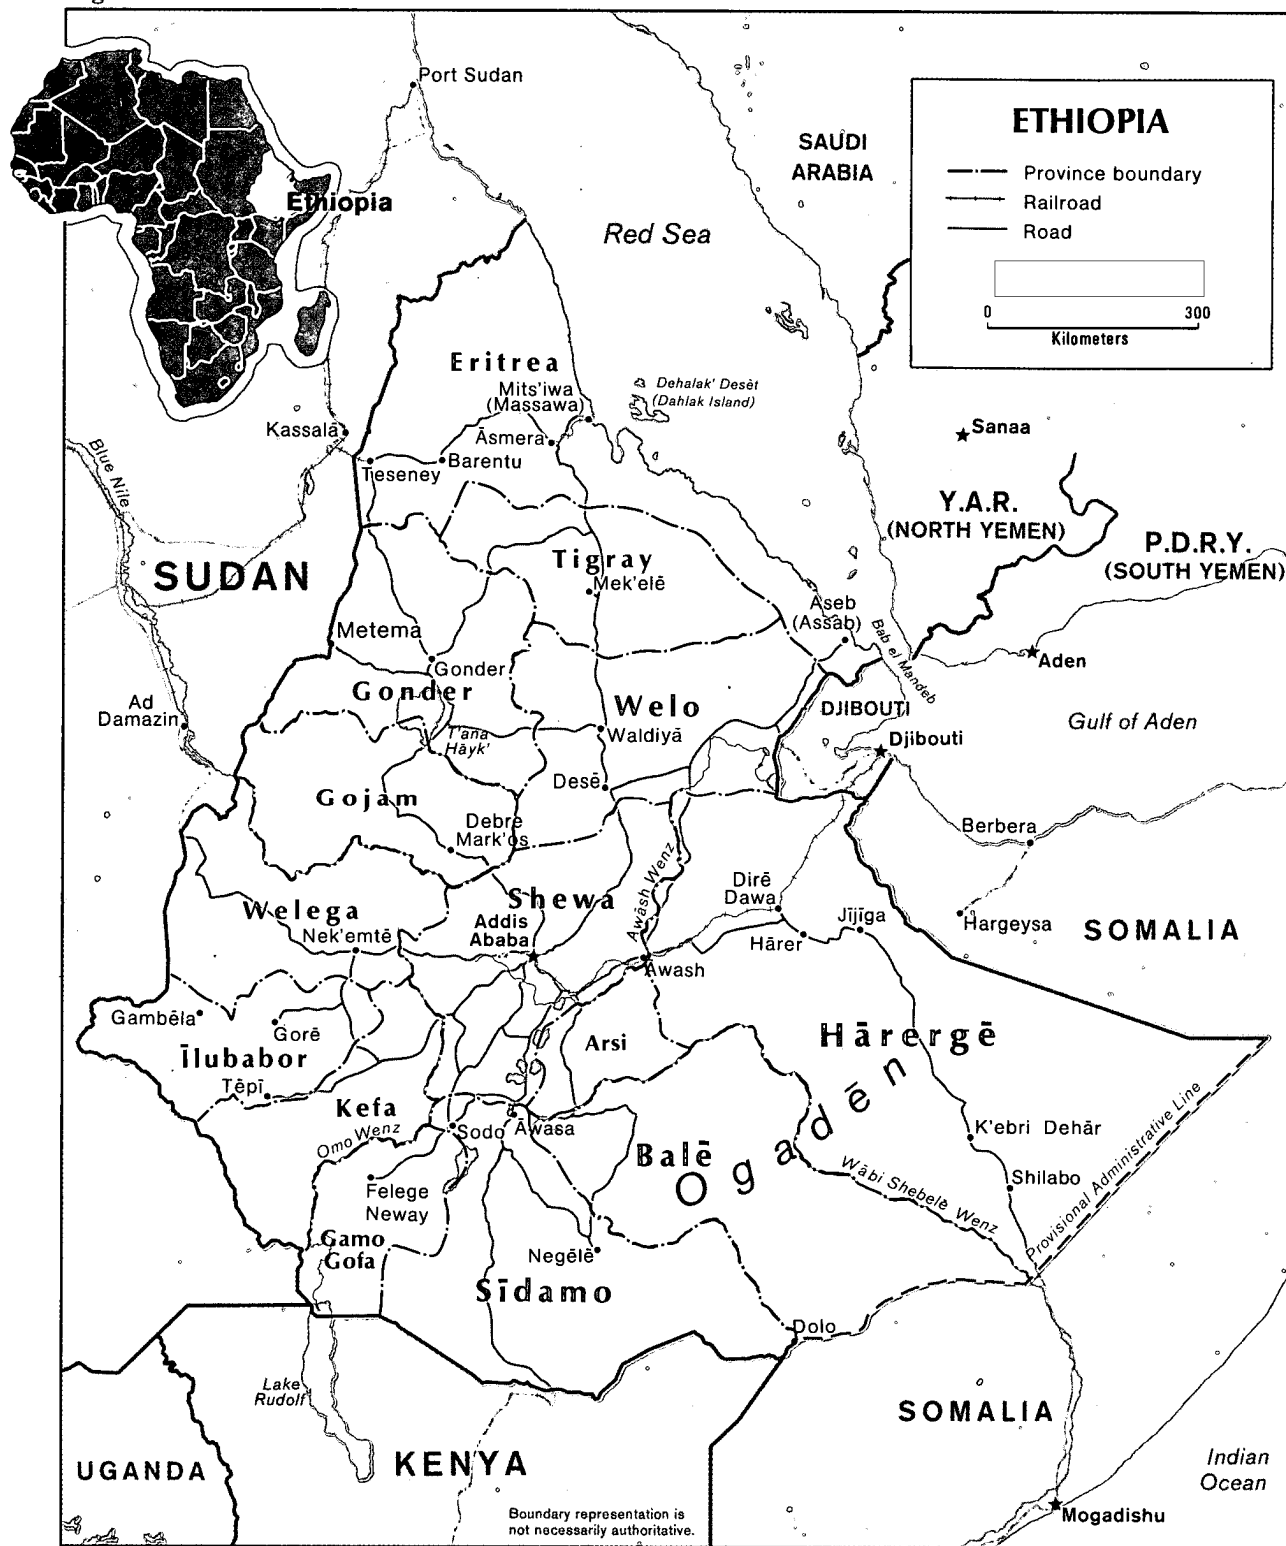 Port Sudan
ETHIOPIA
Province boundary
Railroad
Road
0 300
Kilometers
SAUDI
ARABIA
Ethiopia
Red Sea
Eritrea
Mits'iwa
(Massawa)
Dehalak' Desēt
(Dahlak Island)
Kassalā
Āsmera
Teseney
Barentu
Sanaa
Blue Nile
Y.A.R.
(NORTH YEMEN)
P.D.R.Y.
(SOUTH YEMEN)
SUDAN
Tigray
Mek'elē
Aseb
(Assab)
Bab el Mandeb
Metema
Gonder
Aden
Gonder
Ad
Damazin
Welo
DJIBOUTI
Gulf of Aden
T'ana
Hāyk'
Waldiyā
Djibouti
Desē
Gojam
Debre
Mark'os
Berbera
Awāsh Wenz
Dirē
Dawa
Shewa
Welega
Addis
Ababa
Jījīga
Hargeysa
SOMALIA
Nek'emtē
Hārer
Āwash
Gambēla
Gorē
Arsi
Hārergē
Īlubabor
Tēpī
Kefa
Omo Wenz
Sodo
Āwasa
Balē
Ogadēn
K'ebri Dehār
Wābi Shebelē Wenz
Shilabo
Provisional Administrative Line
Felege
Neway
Gamo
Gofa
Negēlē
Sīdamo
Dolo
Lake
Rudolf
SOMALIA
UGANDA
KENYA
Indian
Ocean
Boundary representation is
not necessarily authoritative.
Mogadishu